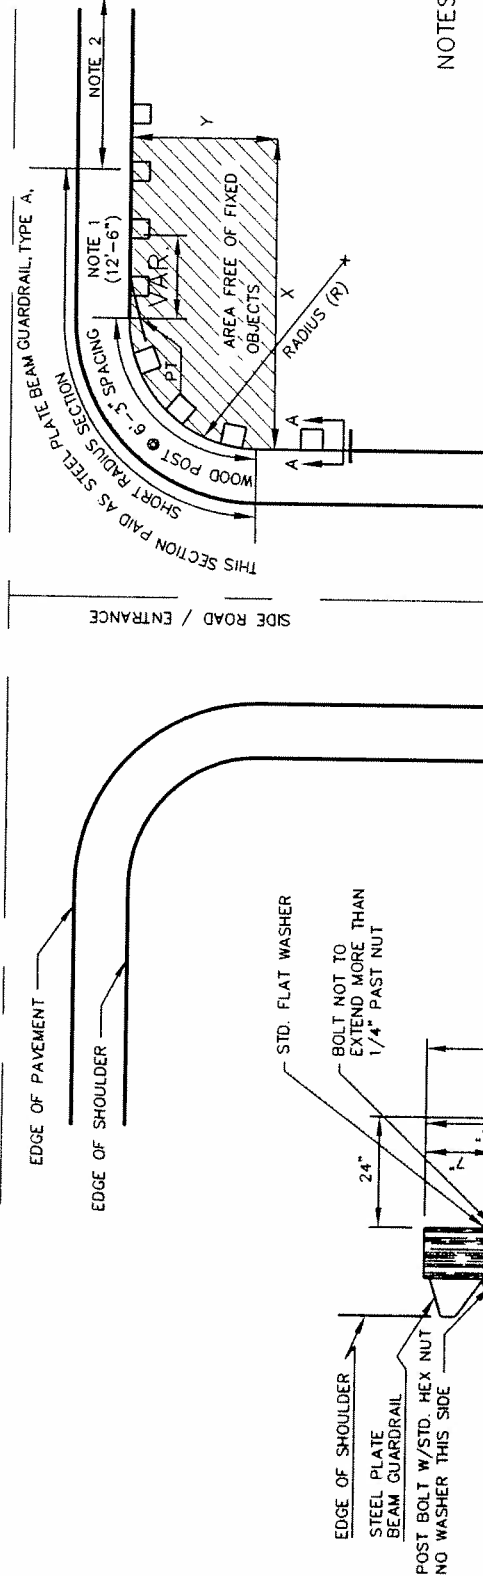 NOTES
NOTE 2
THIS SECTION PAID AS STEEL PLATE BEAM GUARDRAIL, TYPE A,
SHORT RADIUS SECTION
NOTE 1
(12'-6")
VAR
WOOD POST @ 6'-3" SPACING
PT
Y
AREA FREE OF FIXED
OBJECTS
X
RADIUS (R)
A
A
SIDE ROAD / ENTRANCE
EDGE OF PAVEMENT
EDGE OF SHOULDER
STD. FLAT WASHER
BOLT NOT TO
EXTEND MORE THAN
1/4" PAST NUT
24"
7"
EDGE OF SHOULDER
STEEL PLATE
BEAM GUARDRAIL
POST BOLT W/STD. HEX NUT
NO WASHER THIS SIDE